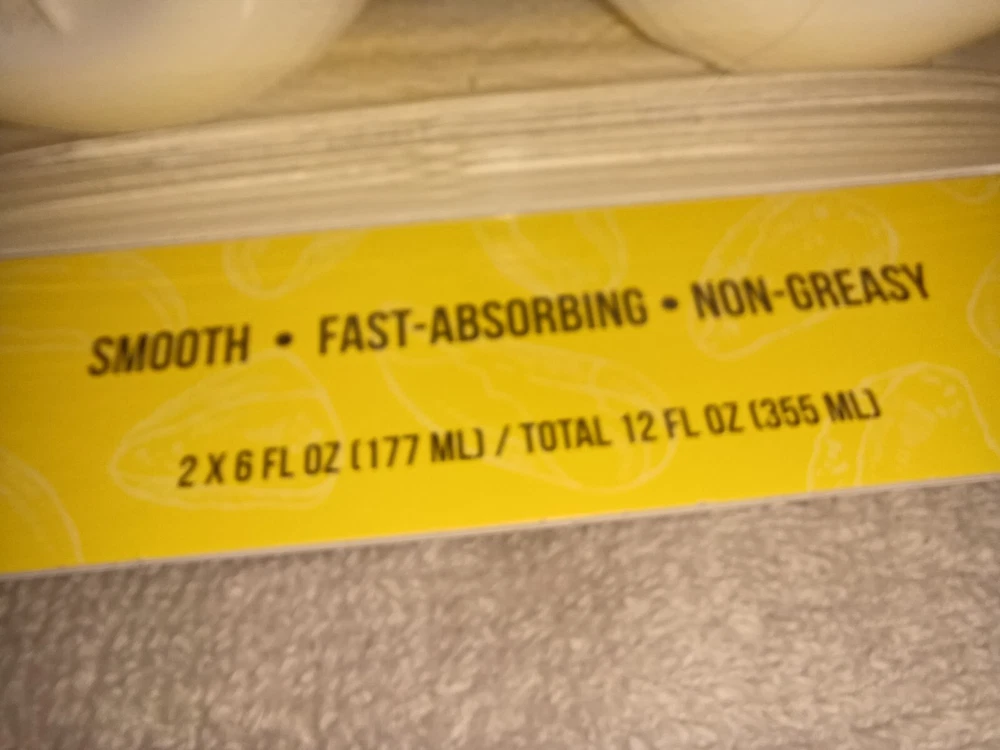 SMOOTH • FAST-ABSORBING • NON-GREASY
2 X 6 FL OZ (177 ML) / TOTAL 12 FL OZ (355 ML)